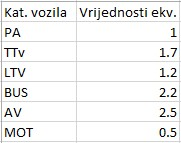 Kat. vozila Vrijednosti ekv.
PA 1
TTv 1.7
LTV 1.2
BUS 2.2
AV 2.5
MOT 0.5